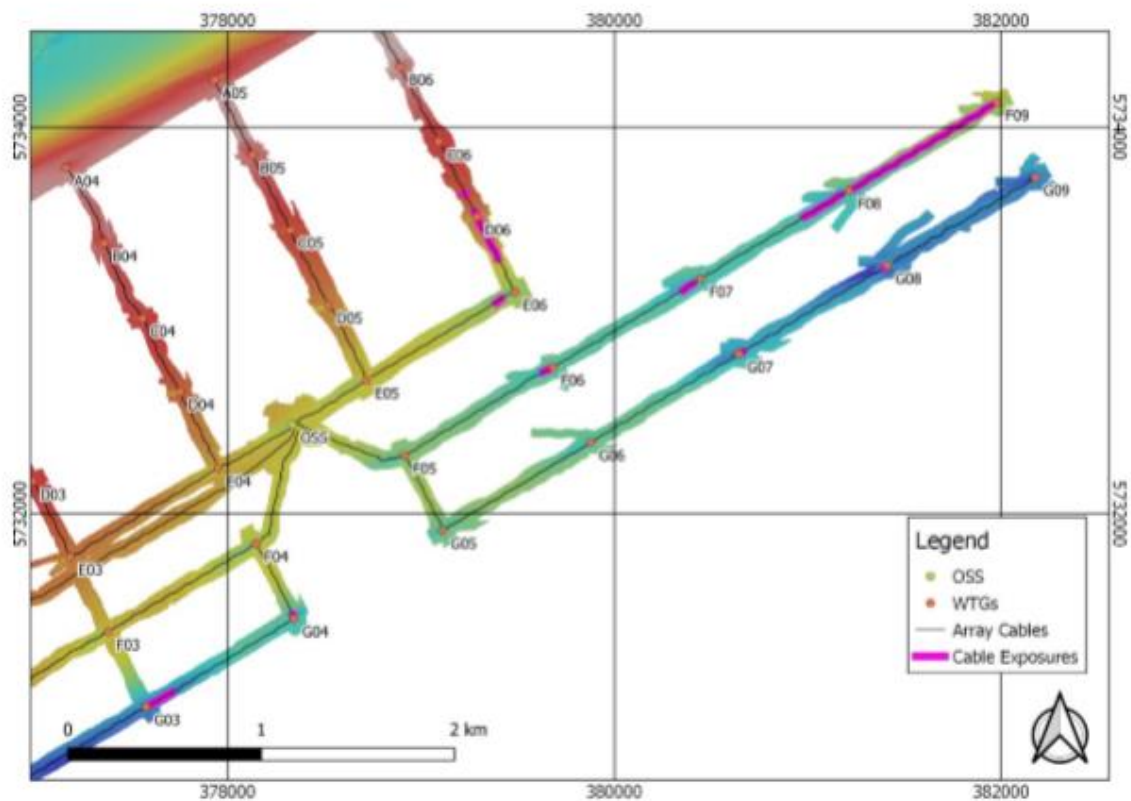 378000
380000
382000
5734000
5734000
B06
A05
F09
C06
B05
A04
G09
F08
D06
C05
B04
G08
F07
E06
D05
C04
G07
F06
E05
D04
OSS
F05
G06
E04
D03
5732000
5732000
G05
F04
E03
Legend
OSS
WTGs
Array Cables
Cable Exposures
G04
F03
G03
0
1
2 km
378000
380000
382000